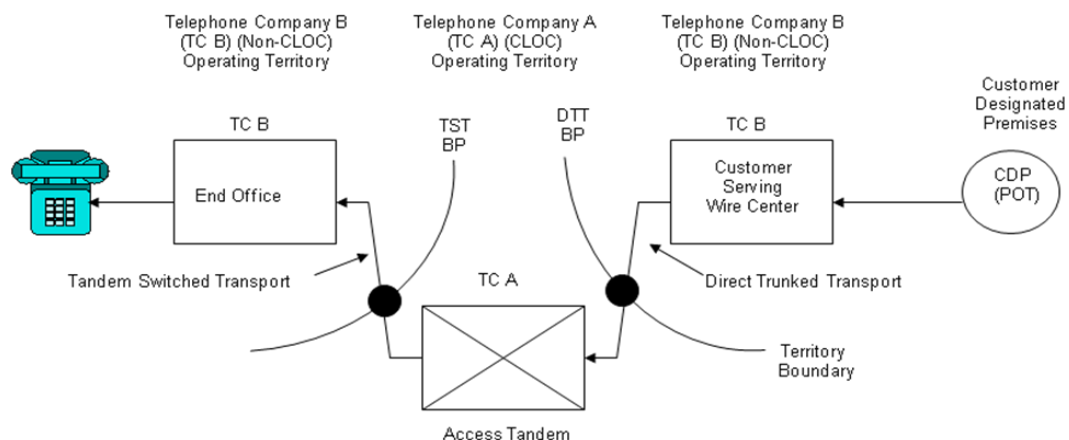 Telephone Company B
(TC B) (Non-CLOC)
Operating Territory
Telephone Company A
(TC A) (CLOC)
Operating Territory
Telephone Company B
(TC B) (Non-CLOC)
Operating Territory
Customer
Designated
Premises
TC B
TST
BP
DTT
BP
TC B
End Office
Customer
Serving
Wire Center
CDP
(POT)
Tandem Switched Transport
TC A
Direct Trunked Transport
Territory
Boundary
Access Tandem